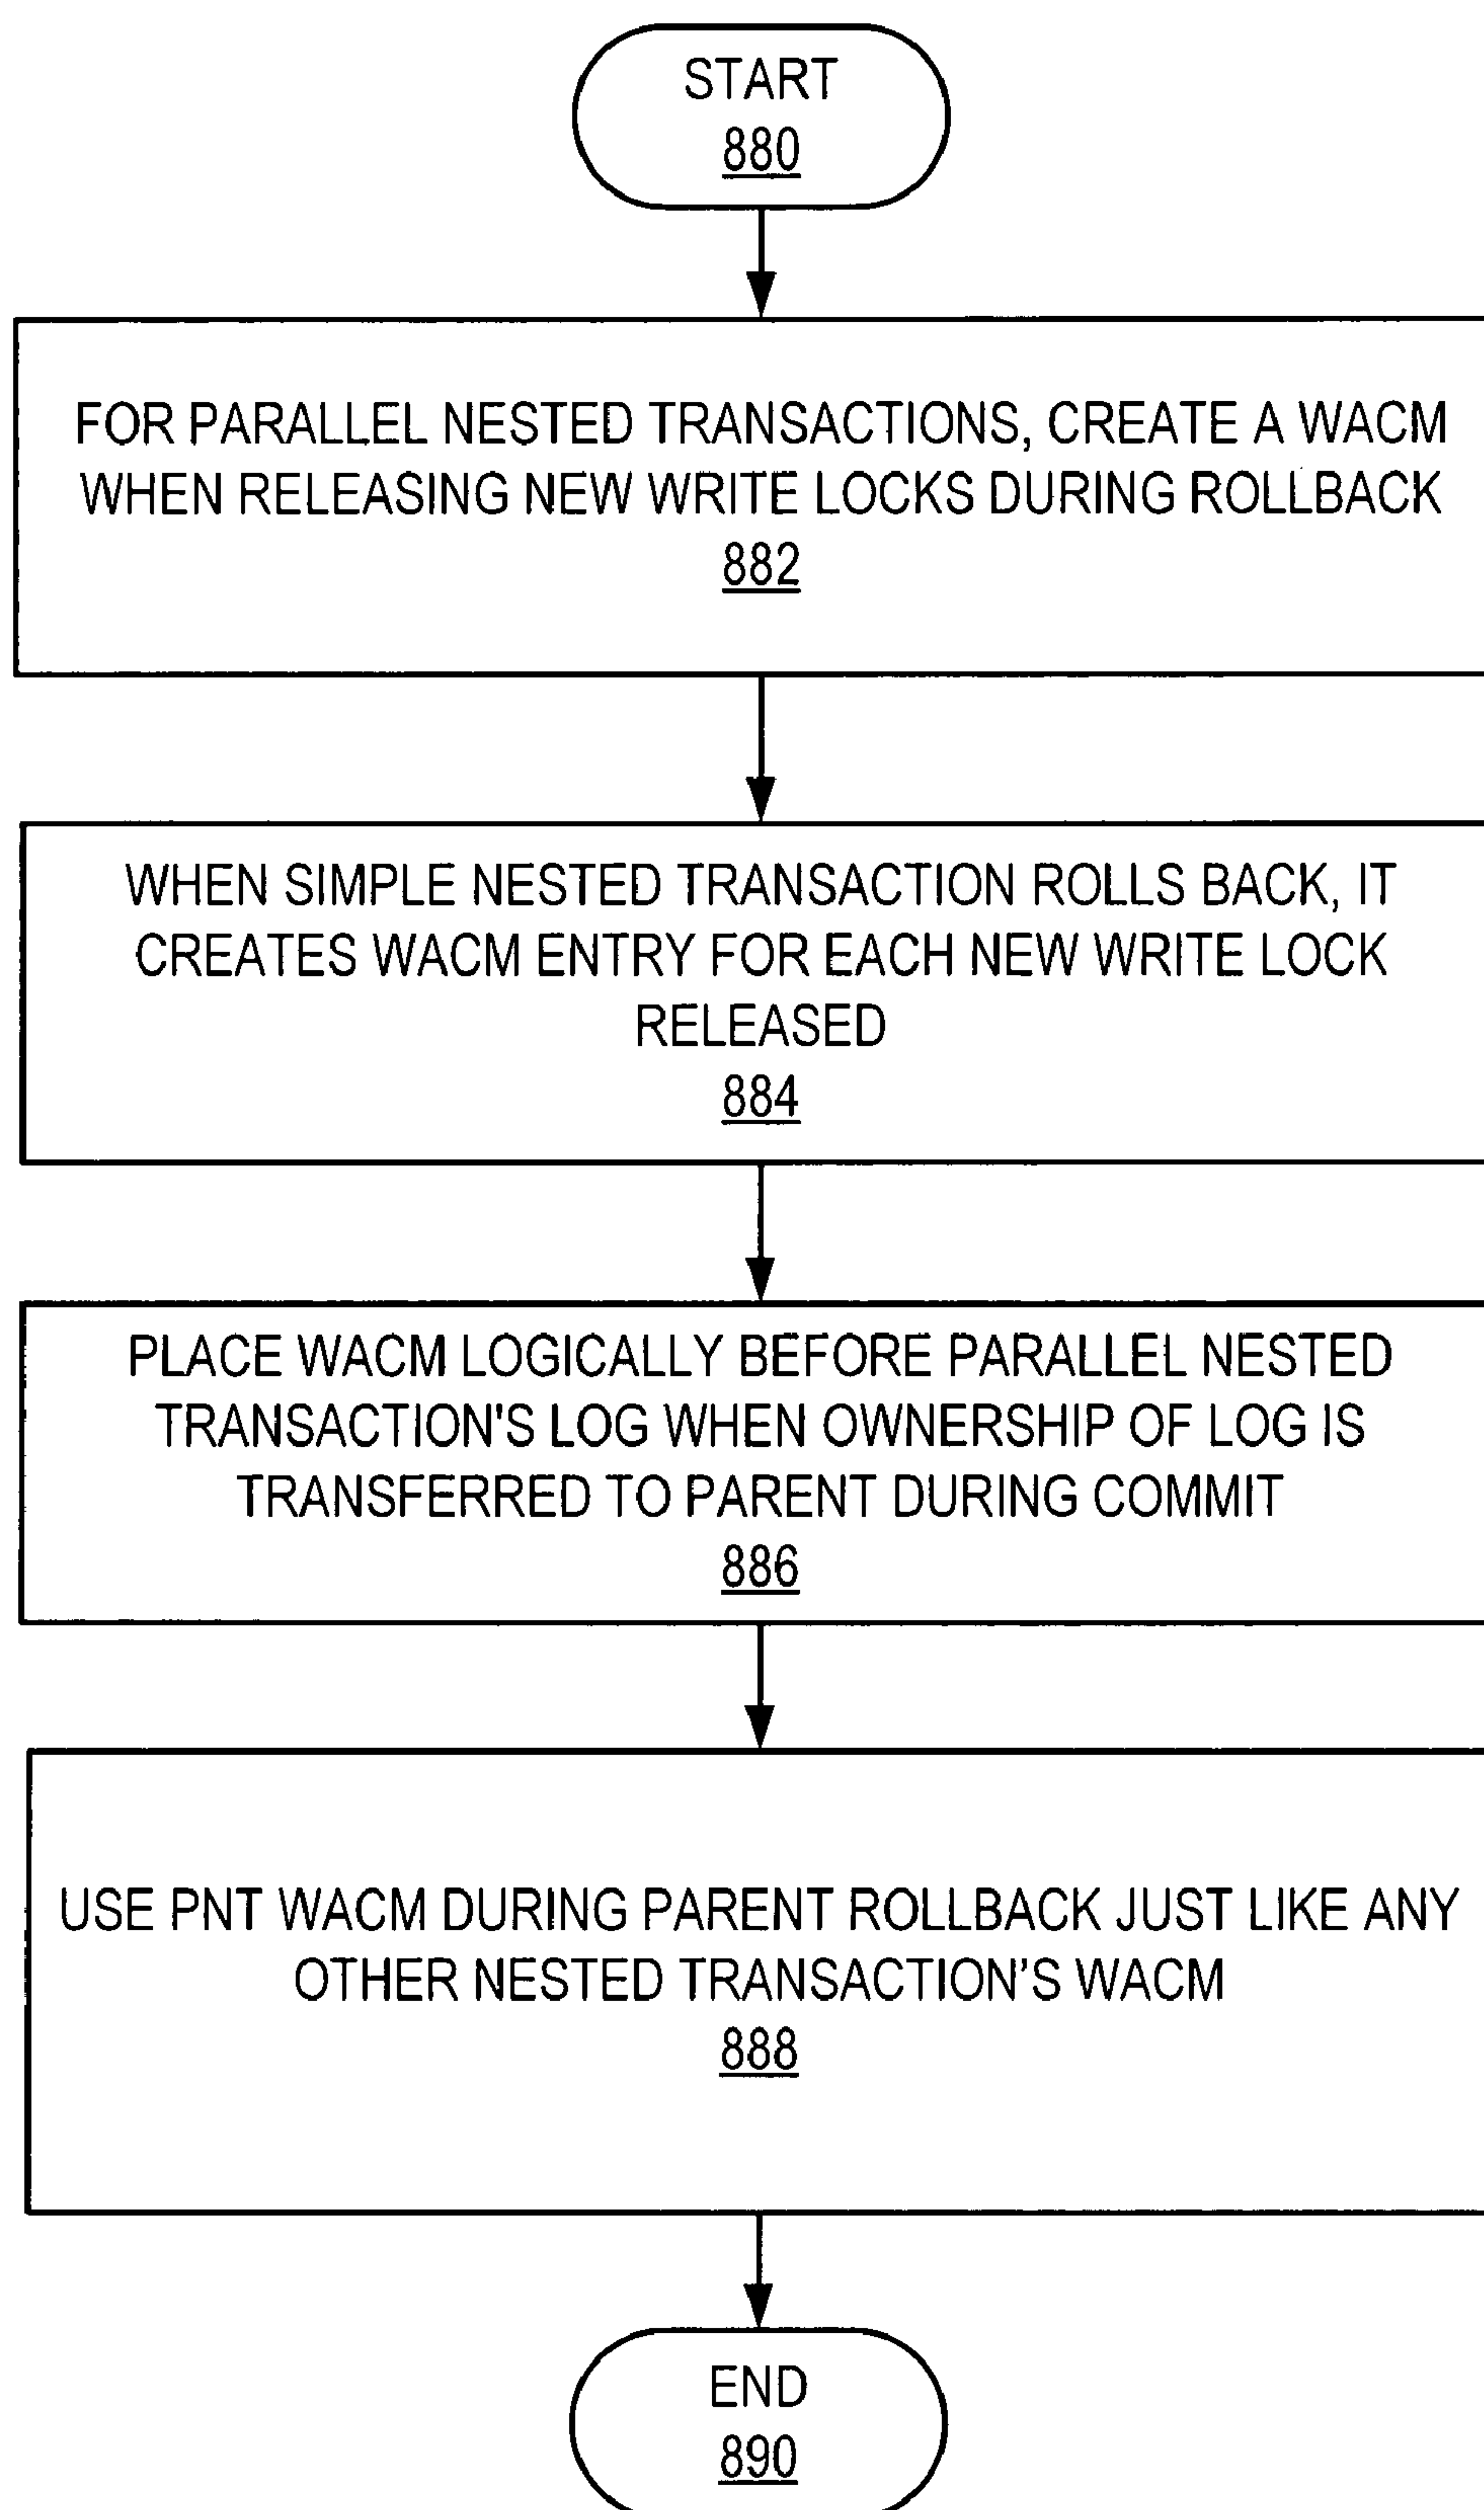 START
880
FOR PARALLEL NESTED TRANSACTIONS, CREATE A WACM
WHEN RELEASING NEW WRITE LOCKS DURING ROLLBACK
882
WHEN SIMPLE NESTED TRANSACTION ROLLS BACK, IT
CREATES WACM ENTRY FOR EACH NEW WRITE LOCK
RELEASED
884
PLACE WACM LOGICALLY BEFORE PARALLEL NESTED
TRANSACTION'S LOG WHEN OWNERSHIP OF LOG IS
TRANSFERRED TO PARENT DURING COMMIT
886
USE PNT WACM DURING PARENT ROLLBACK JUST LIKE ANY
OTHER NESTED TRANSACTION’S WACM
888
END
890